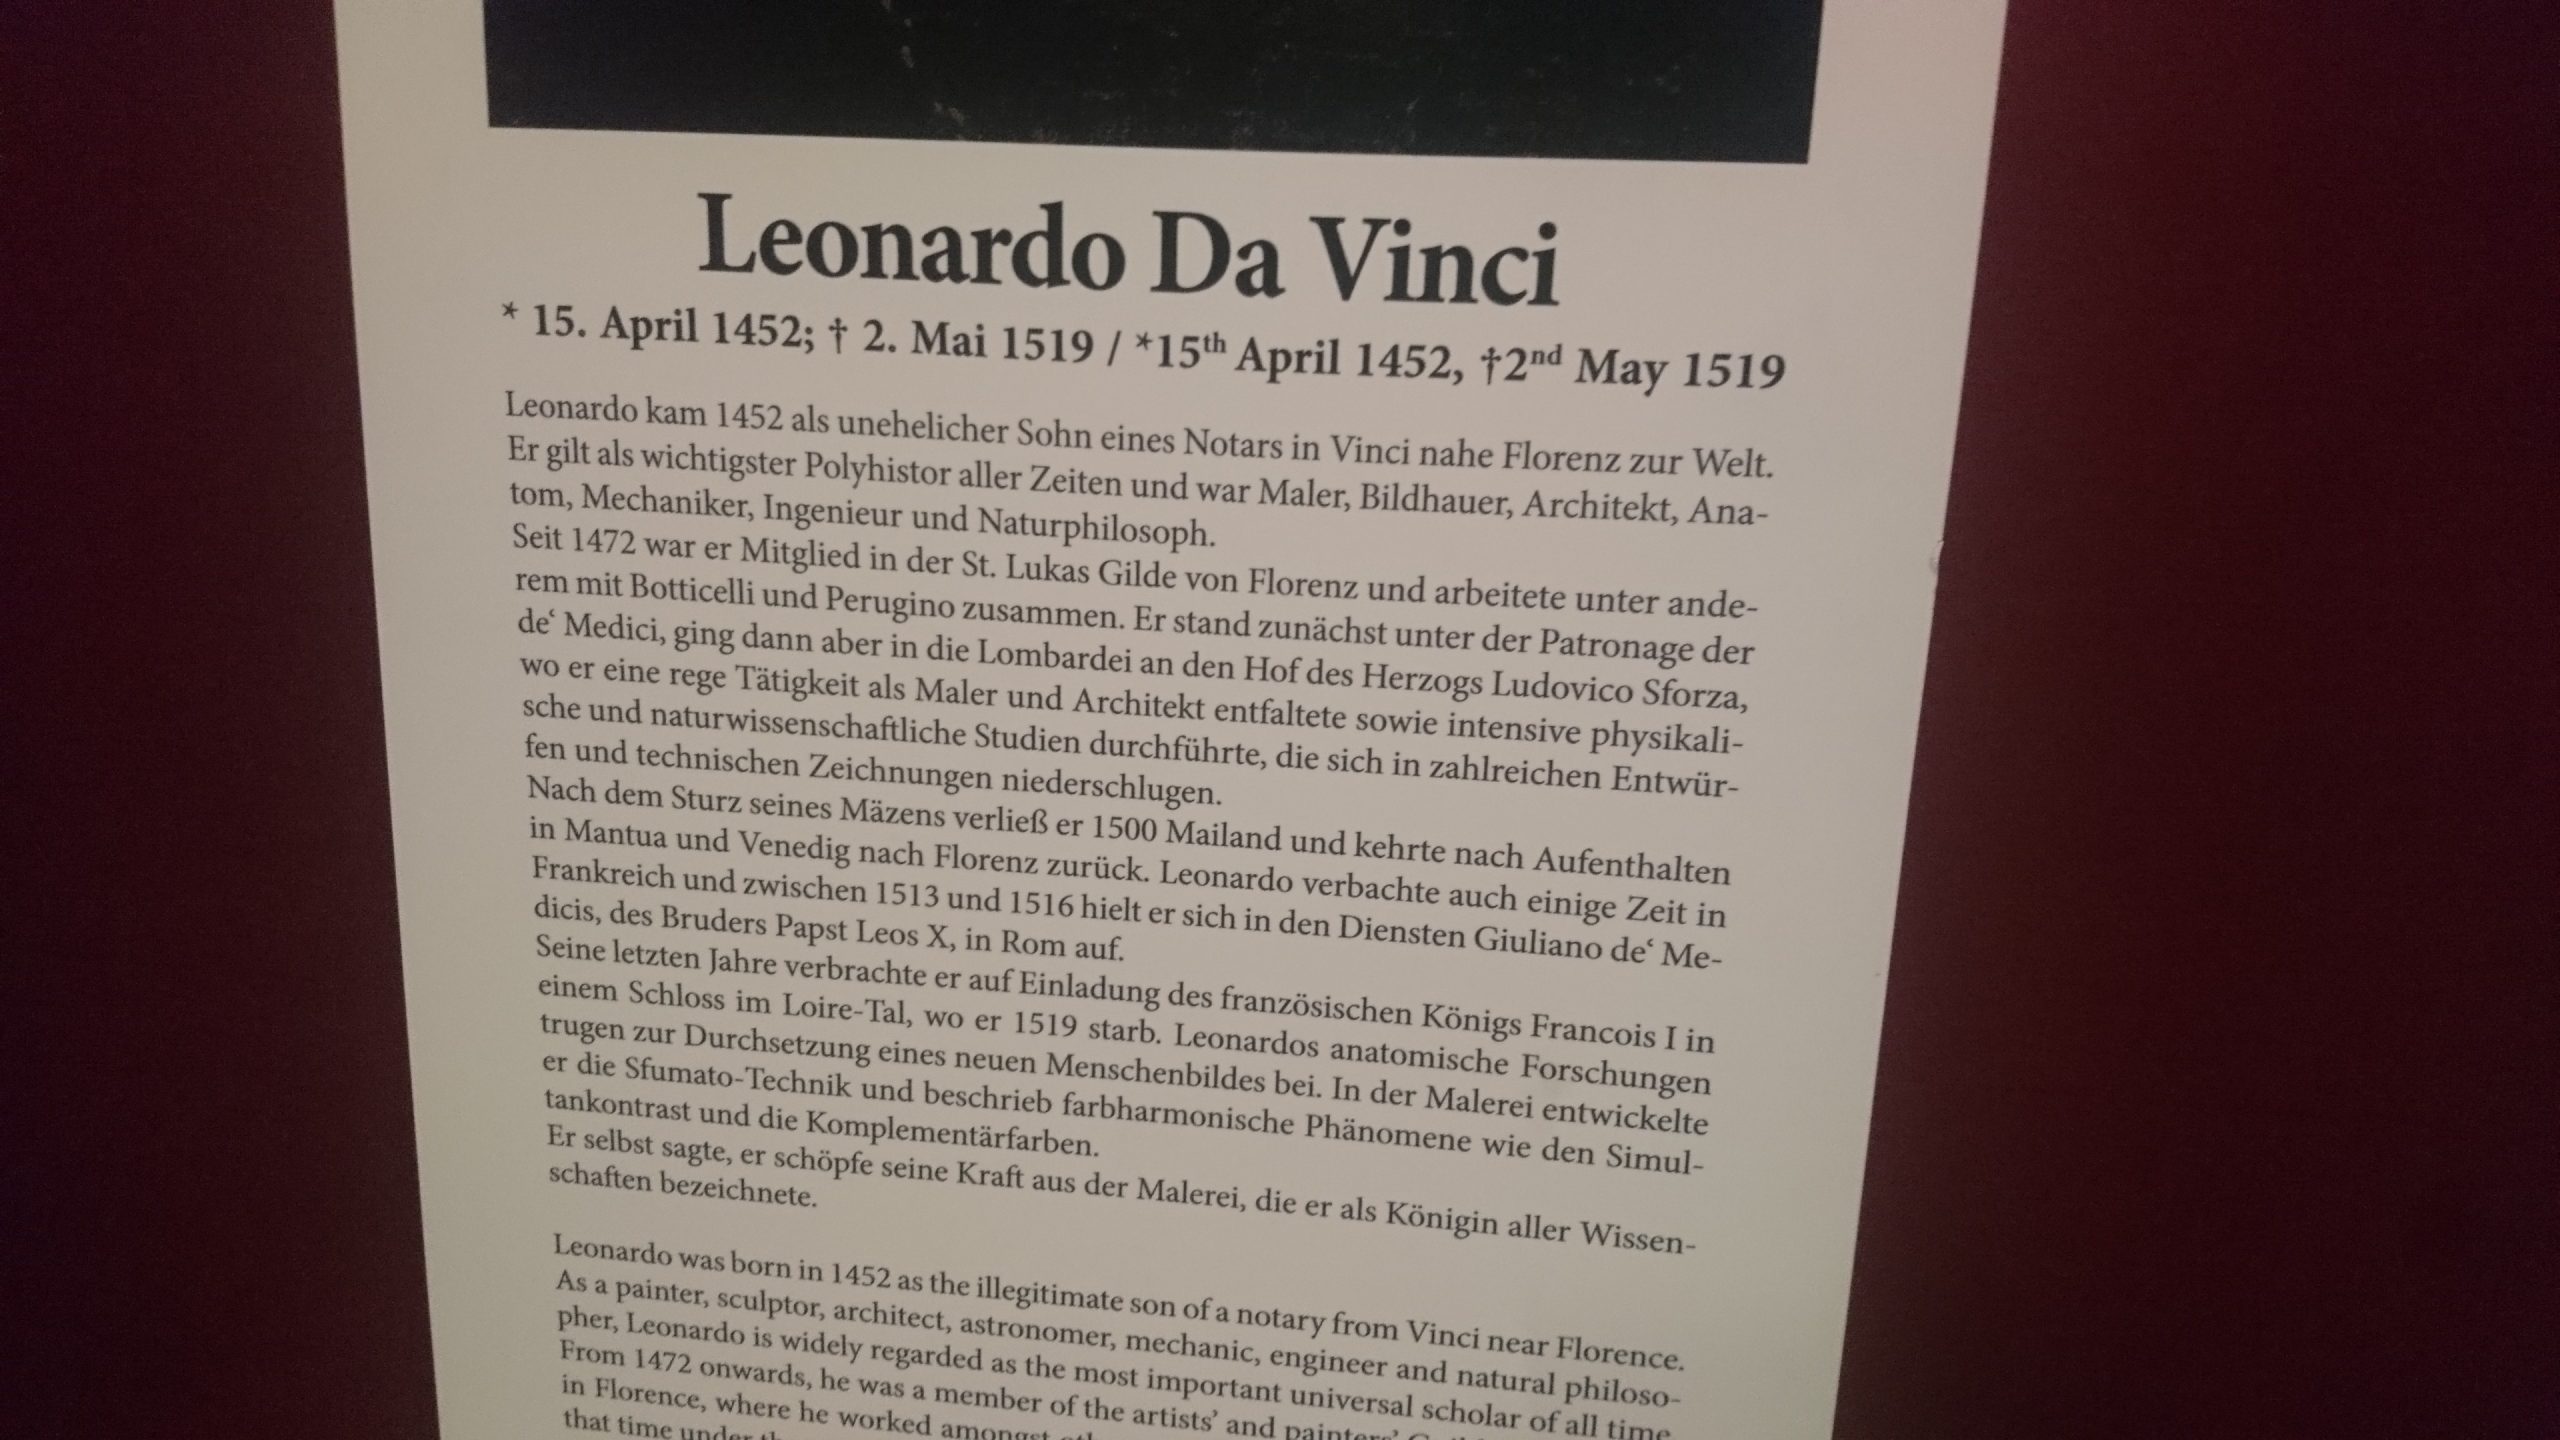 Leonardo Da Vinci
* 15. April 1452; † 2. Mai 1519 / *15th April 1452, †2nd May 1519
Leonardo kam 1452 als unehelicher Sohn eines Notars in Vinci nahe Florenz zur Welt.
Er gilt als wichtigster Polyhistor aller Zeiten und war Maler, Bildhauer, Architekt, Ana-
tom, Mechaniker, Ingenieur und Naturphilosoph.
Seit 1472 war er Mitglied in der St. Lukas Gilde von Florenz und arbeitete unter ande-
rem mit Botticelli und Perugino zusammen. Er stand zunächst unter der Patronage der
de‘ Medici, ging dann aber in die Lombardei an den Hof des Herzogs Ludovico Sforza,
wo er eine rege Tätigkeit als Maler und Architekt entfaltete sowie intensive physikali-
sche und naturwissenschaftliche Studien durchführte, die sich in zahlreichen Entwür-
fen und technischen Zeichnungen niederschlugen.
Nach dem Sturz seines Mäzens verließ er 1500 Mailand und kehrte nach Aufenthalten
in Mantua und Venedig nach Florenz zurück. Leonardo verbachte auch einige Zeit in
Frankreich und zwischen 1513 und 1516 hielt er sich in den Diensten Giuliano de‘ Me-
dicis, des Bruders Papst Leos X, in Rom auf.
Seine letzten Jahre verbrachte er auf Einladung des französischen Königs Francois I in
einem Schloss im Loire-Tal, wo er 1519 starb. Leonardos anatomische Forschungen
trugen zur Durchsetzung eines neuen Menschenbildes bei. In der Malerei entwickelte
er die Sfumato-Technik und beschrieb farbharmonische Phänomene wie den Simul-
tankontrast und die Komplementärfarben.
Er selbst sagte, er schöpfe seine Kraft aus der Malerei, die er als Königin aller Wissen-
schaften bezeichnete.
Leonardo was born in 1452 as the illegitimate son of a notary from Vinci near Florence.
As a painter, sculptor, architect, astronomer, mechanic, engineer and natural philoso-
pher, Leonardo is widely regarded as the most important universal scholar of all time
From 1472 onwards, he was a member of the artists’ and painters’
in Florence, where he worked amongst
that time under